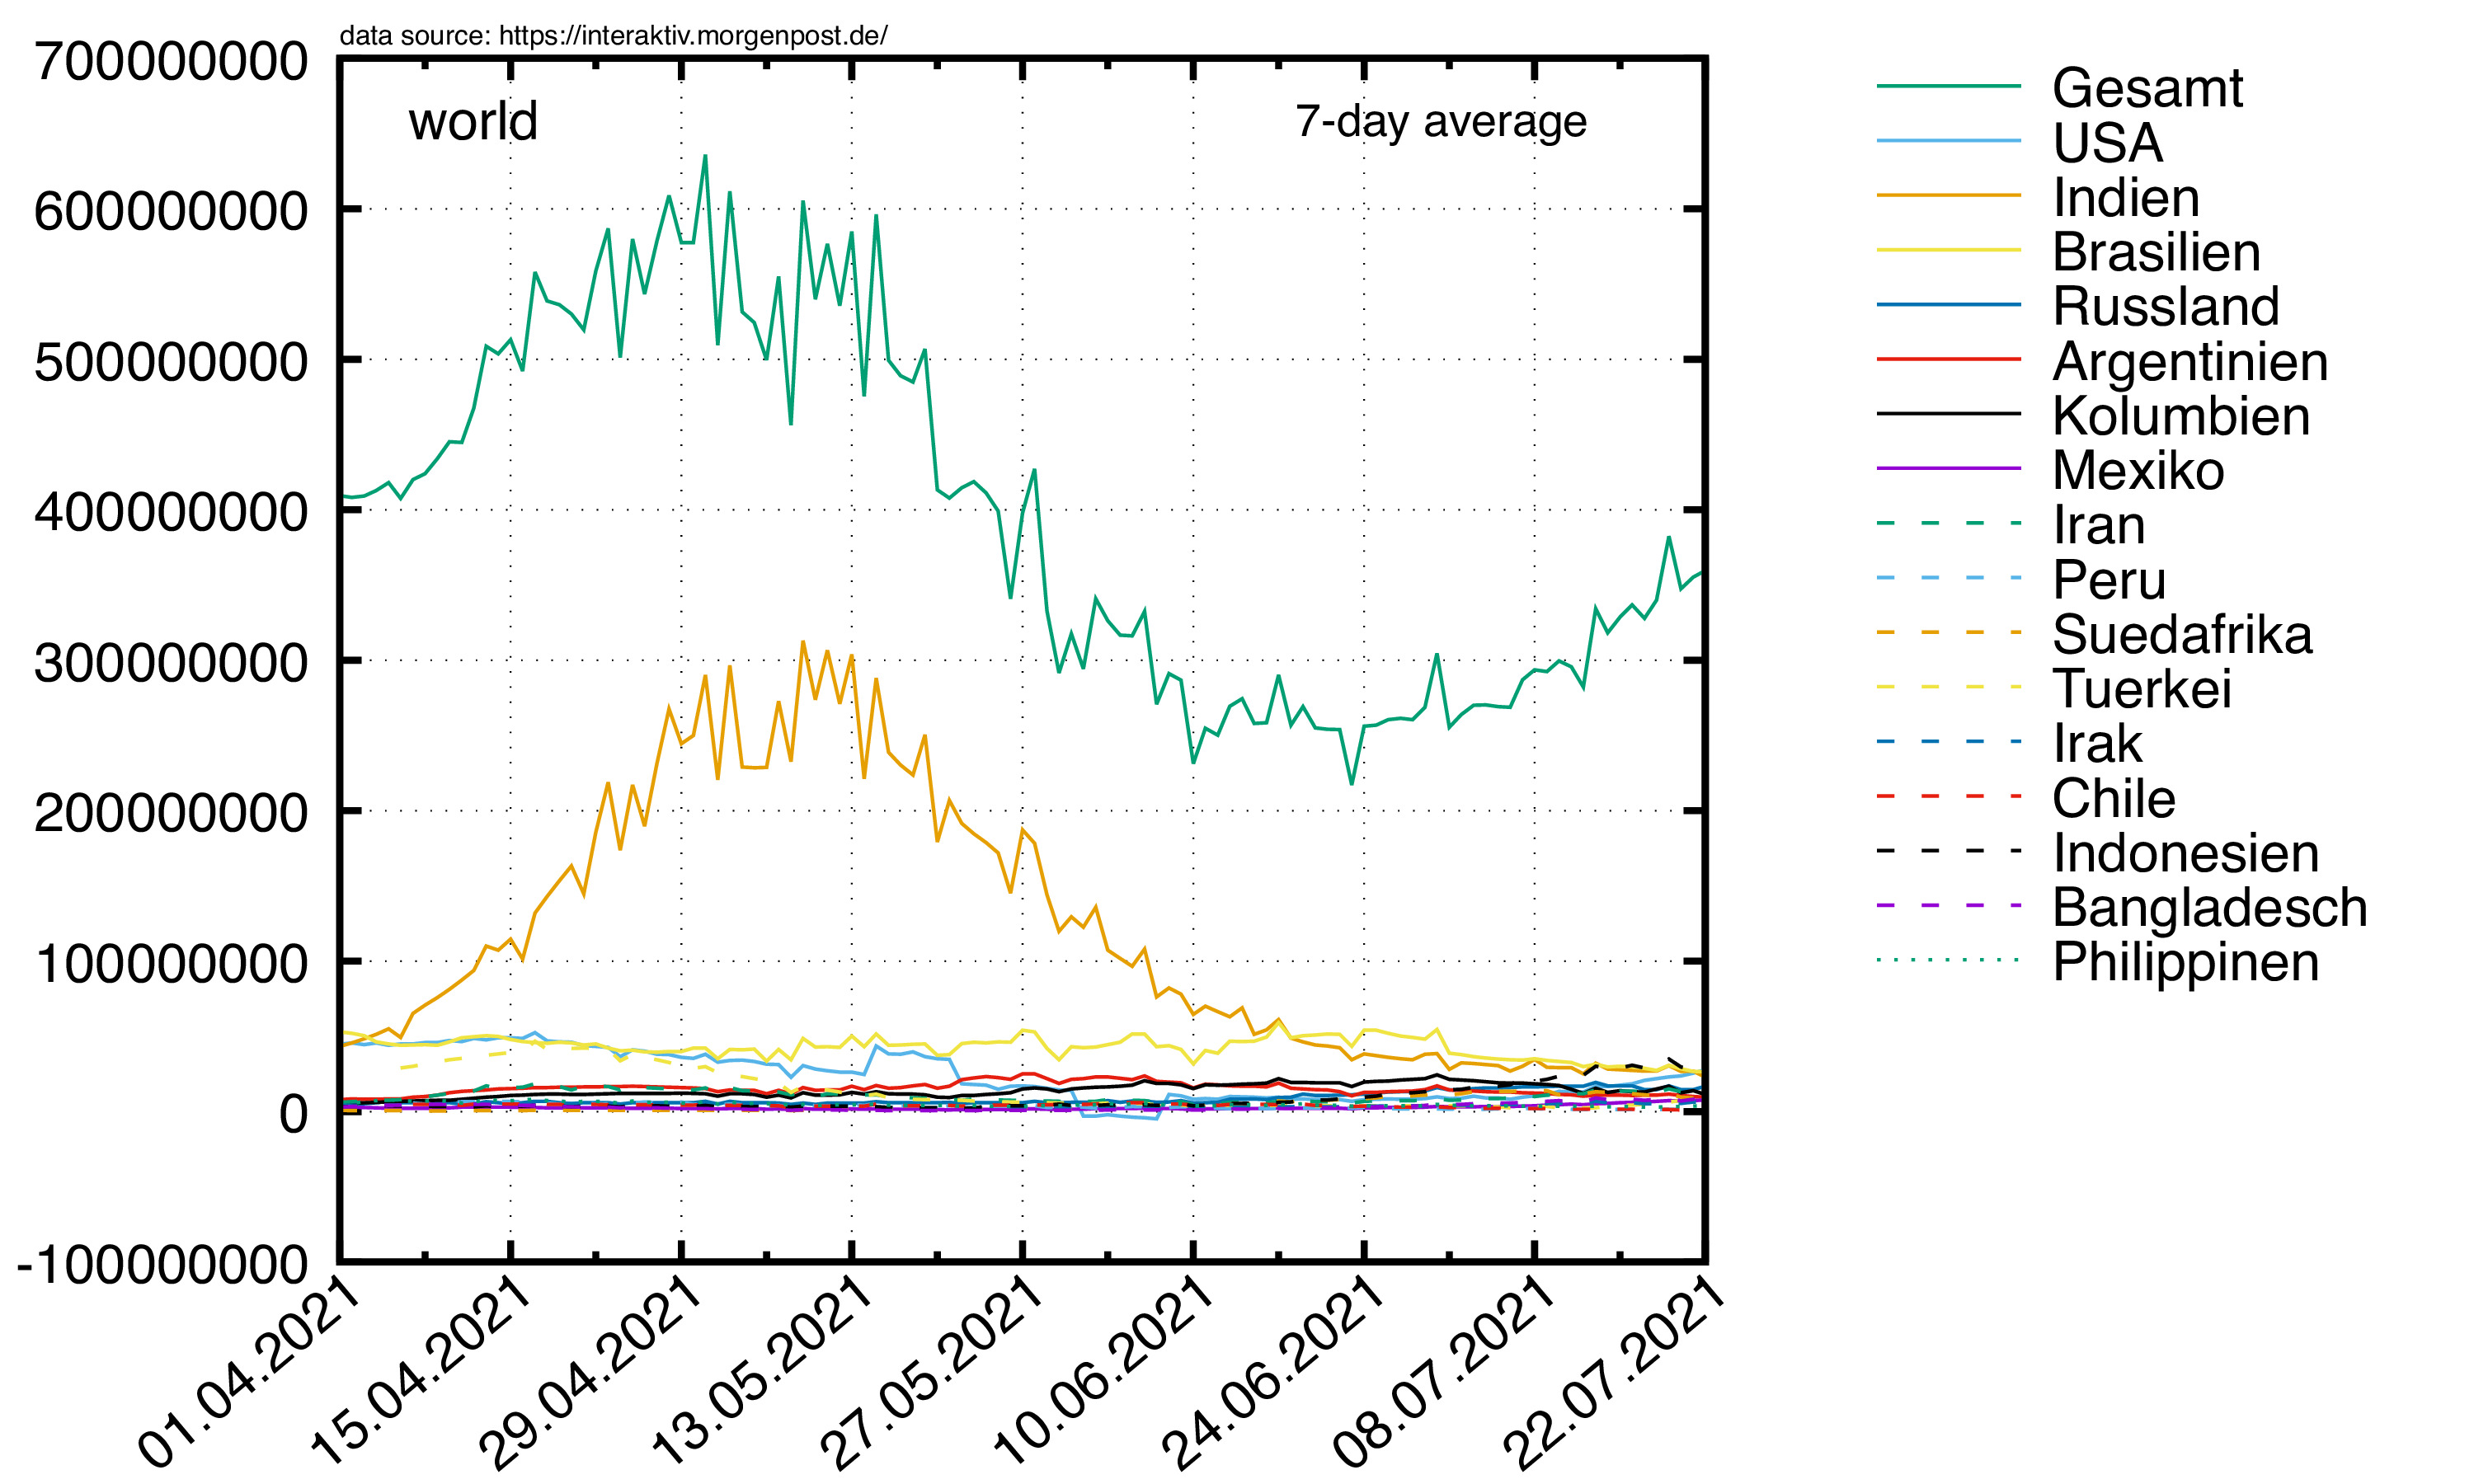 data source: https://interaktiv.morgenpost.de/
700000000
600000000
500000000
400000000
300000000
200000000
100000000
0
-100000000
world
7-day average
01.04.2021
15.04.2021
29.04.2021
13.05.2021
27.05.2021
10.06.2021
24.06.2021
08.07.2021
22.07.2021
Gesamt
USA
Indien
Brasilien
Russland
Argentinien
Kolumbien
Mexiko
Iran
Peru
Suedafrika
Tuerkei
Irak
Chile
Indonesien
Bangladesch
Philippinen